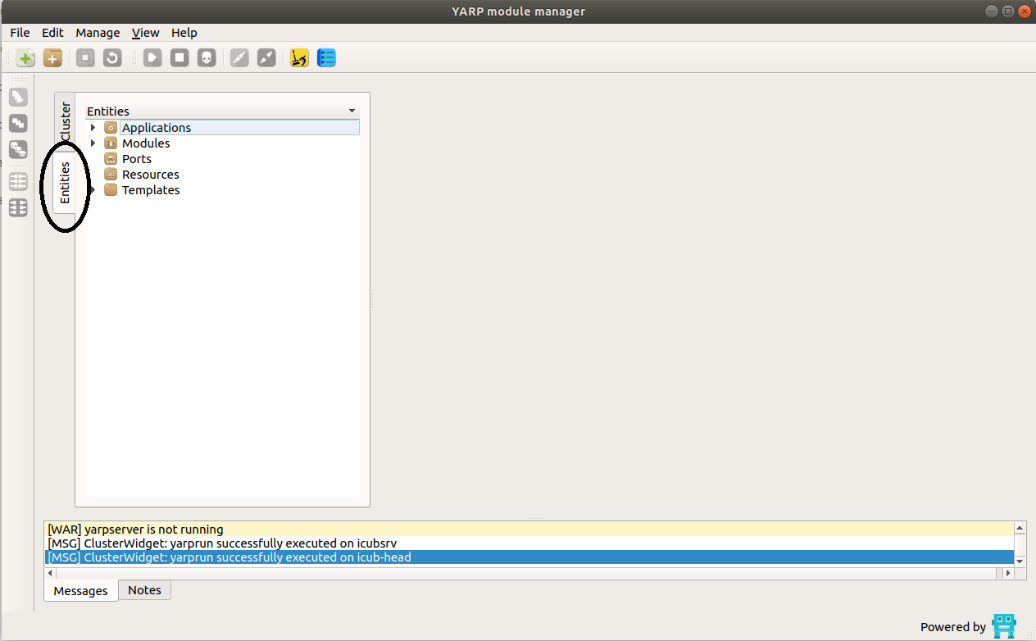 YARP module manager
File Edit Manage View Help
Cluster
Entities
Entities
Applications
Modules
Ports
Resources
Templates
[WAR] yarpserver is not running
[MSG] ClusterWidget: yarprun successfully executed on icubsrv
[MSG] ClusterWidget: yarprun successfully executed on icub-head
Messages Notes
Powered by